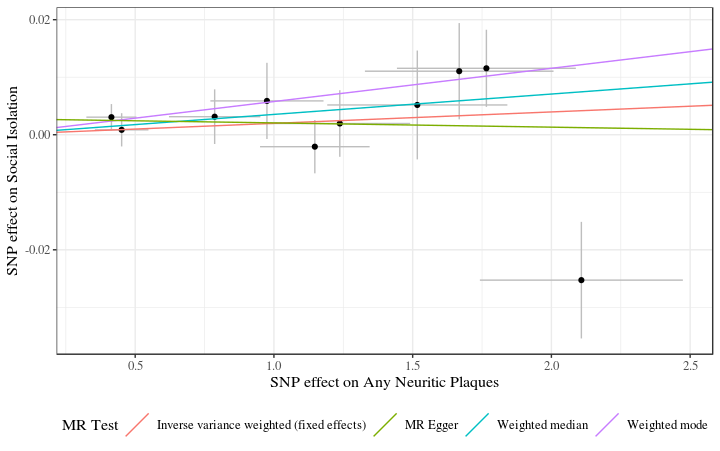 SNP effect on Social Isolation
0.02
0.00
-0.02
0.5
1.0
1.5
2.0
2.5
SNP effect on Any Neuritic Plaques
MR Test
Inverse variance weighted (fixed effects)
MR Egger
Weighted median
Weighted mode